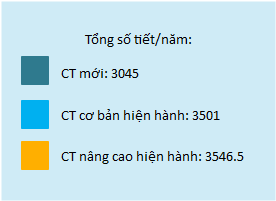 Tổng số tiết/năm:
CT mới: 3045
CT cơ bản hiện hành: 3501
CT nâng cao hiện hành: 3546.5